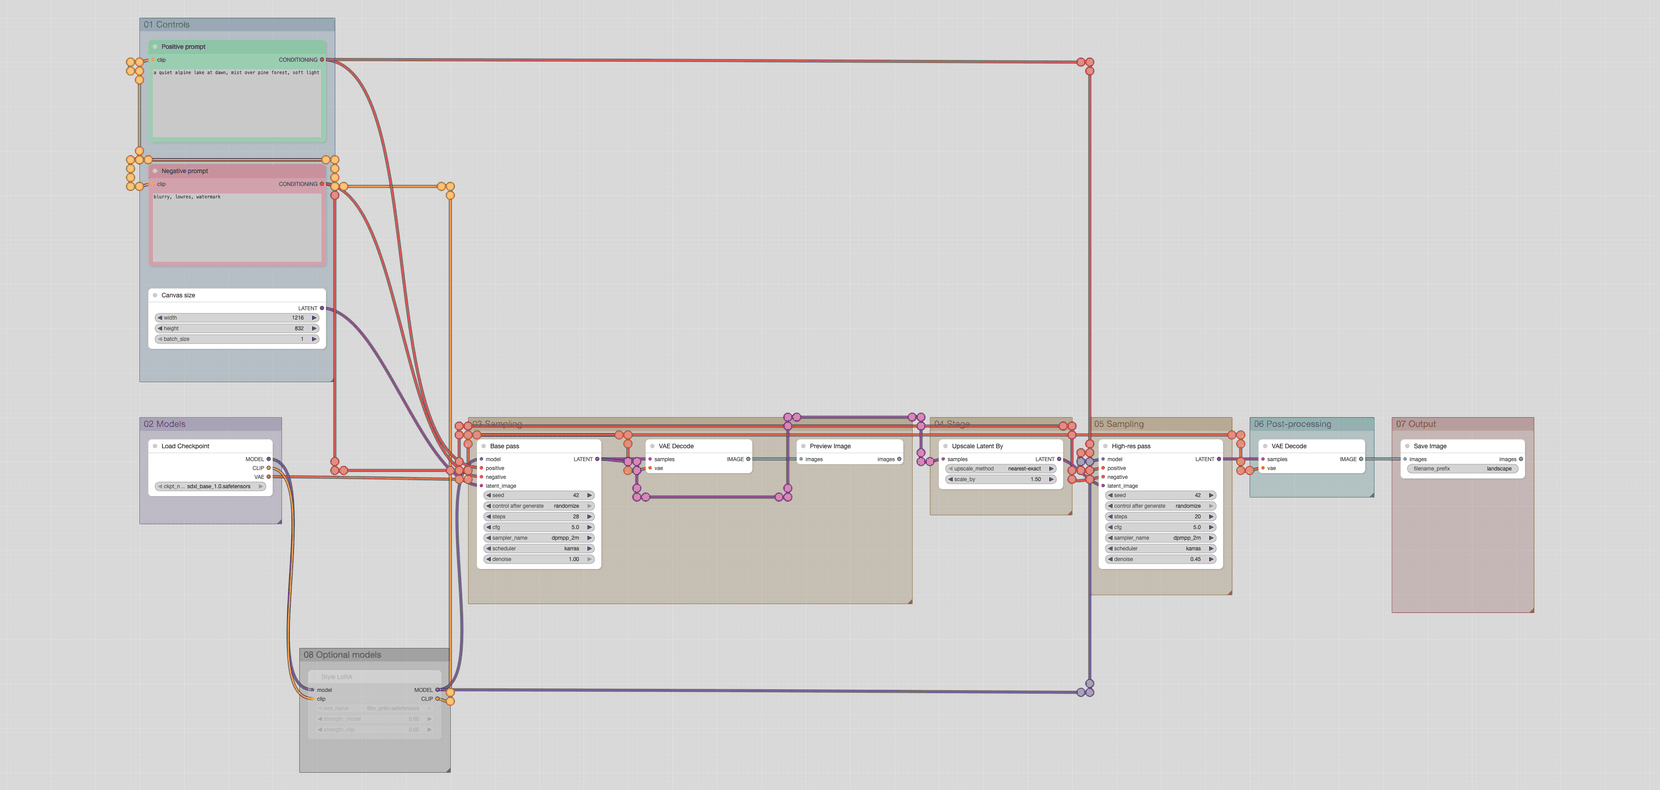 01 Controls
Positive prompt
clip CONDITIONING
a quiet alpine lake at dawn, mist over pine forest, soft light
Negative prompt
clip CONDITIONING
blurry, lowres, watermark
Canvas size
LATENT
width 1216
height 832
batch_size 1
02 Models
Load Checkpoint
MODEL
CLIP
VAE
ckpt_n... sdxl_base_1.0.safetensors
03 Sampling
Base pass
model LATENT
positive
negative
latent_image
seed 42
control after generate randomize
steps 28
cfg 5.0
sampler_name dpmpp_2m
scheduler karras
denoise 1.00
VAE Decode
samples IMAGE
vae
Preview Image
images images
04 Stage
Upscale Latent By
samples LATENT
upscale_method nearest-exact
scale_by 1.50
05 Sampling
High-res pass
model LATENT
positive
negative
latent_image
seed 42
control after generate randomize
steps 20
cfg 5.0
sampler_name dpmpp_2m
scheduler karras
denoise 0.45
06 Post-processing
VAE Decode
samples IMAGE
vae
07 Output
Save Image
images images
filename_prefix landscape
08 Optional models
Style LoRA
model MODEL
clip CLIP
strength_model
strength_clip